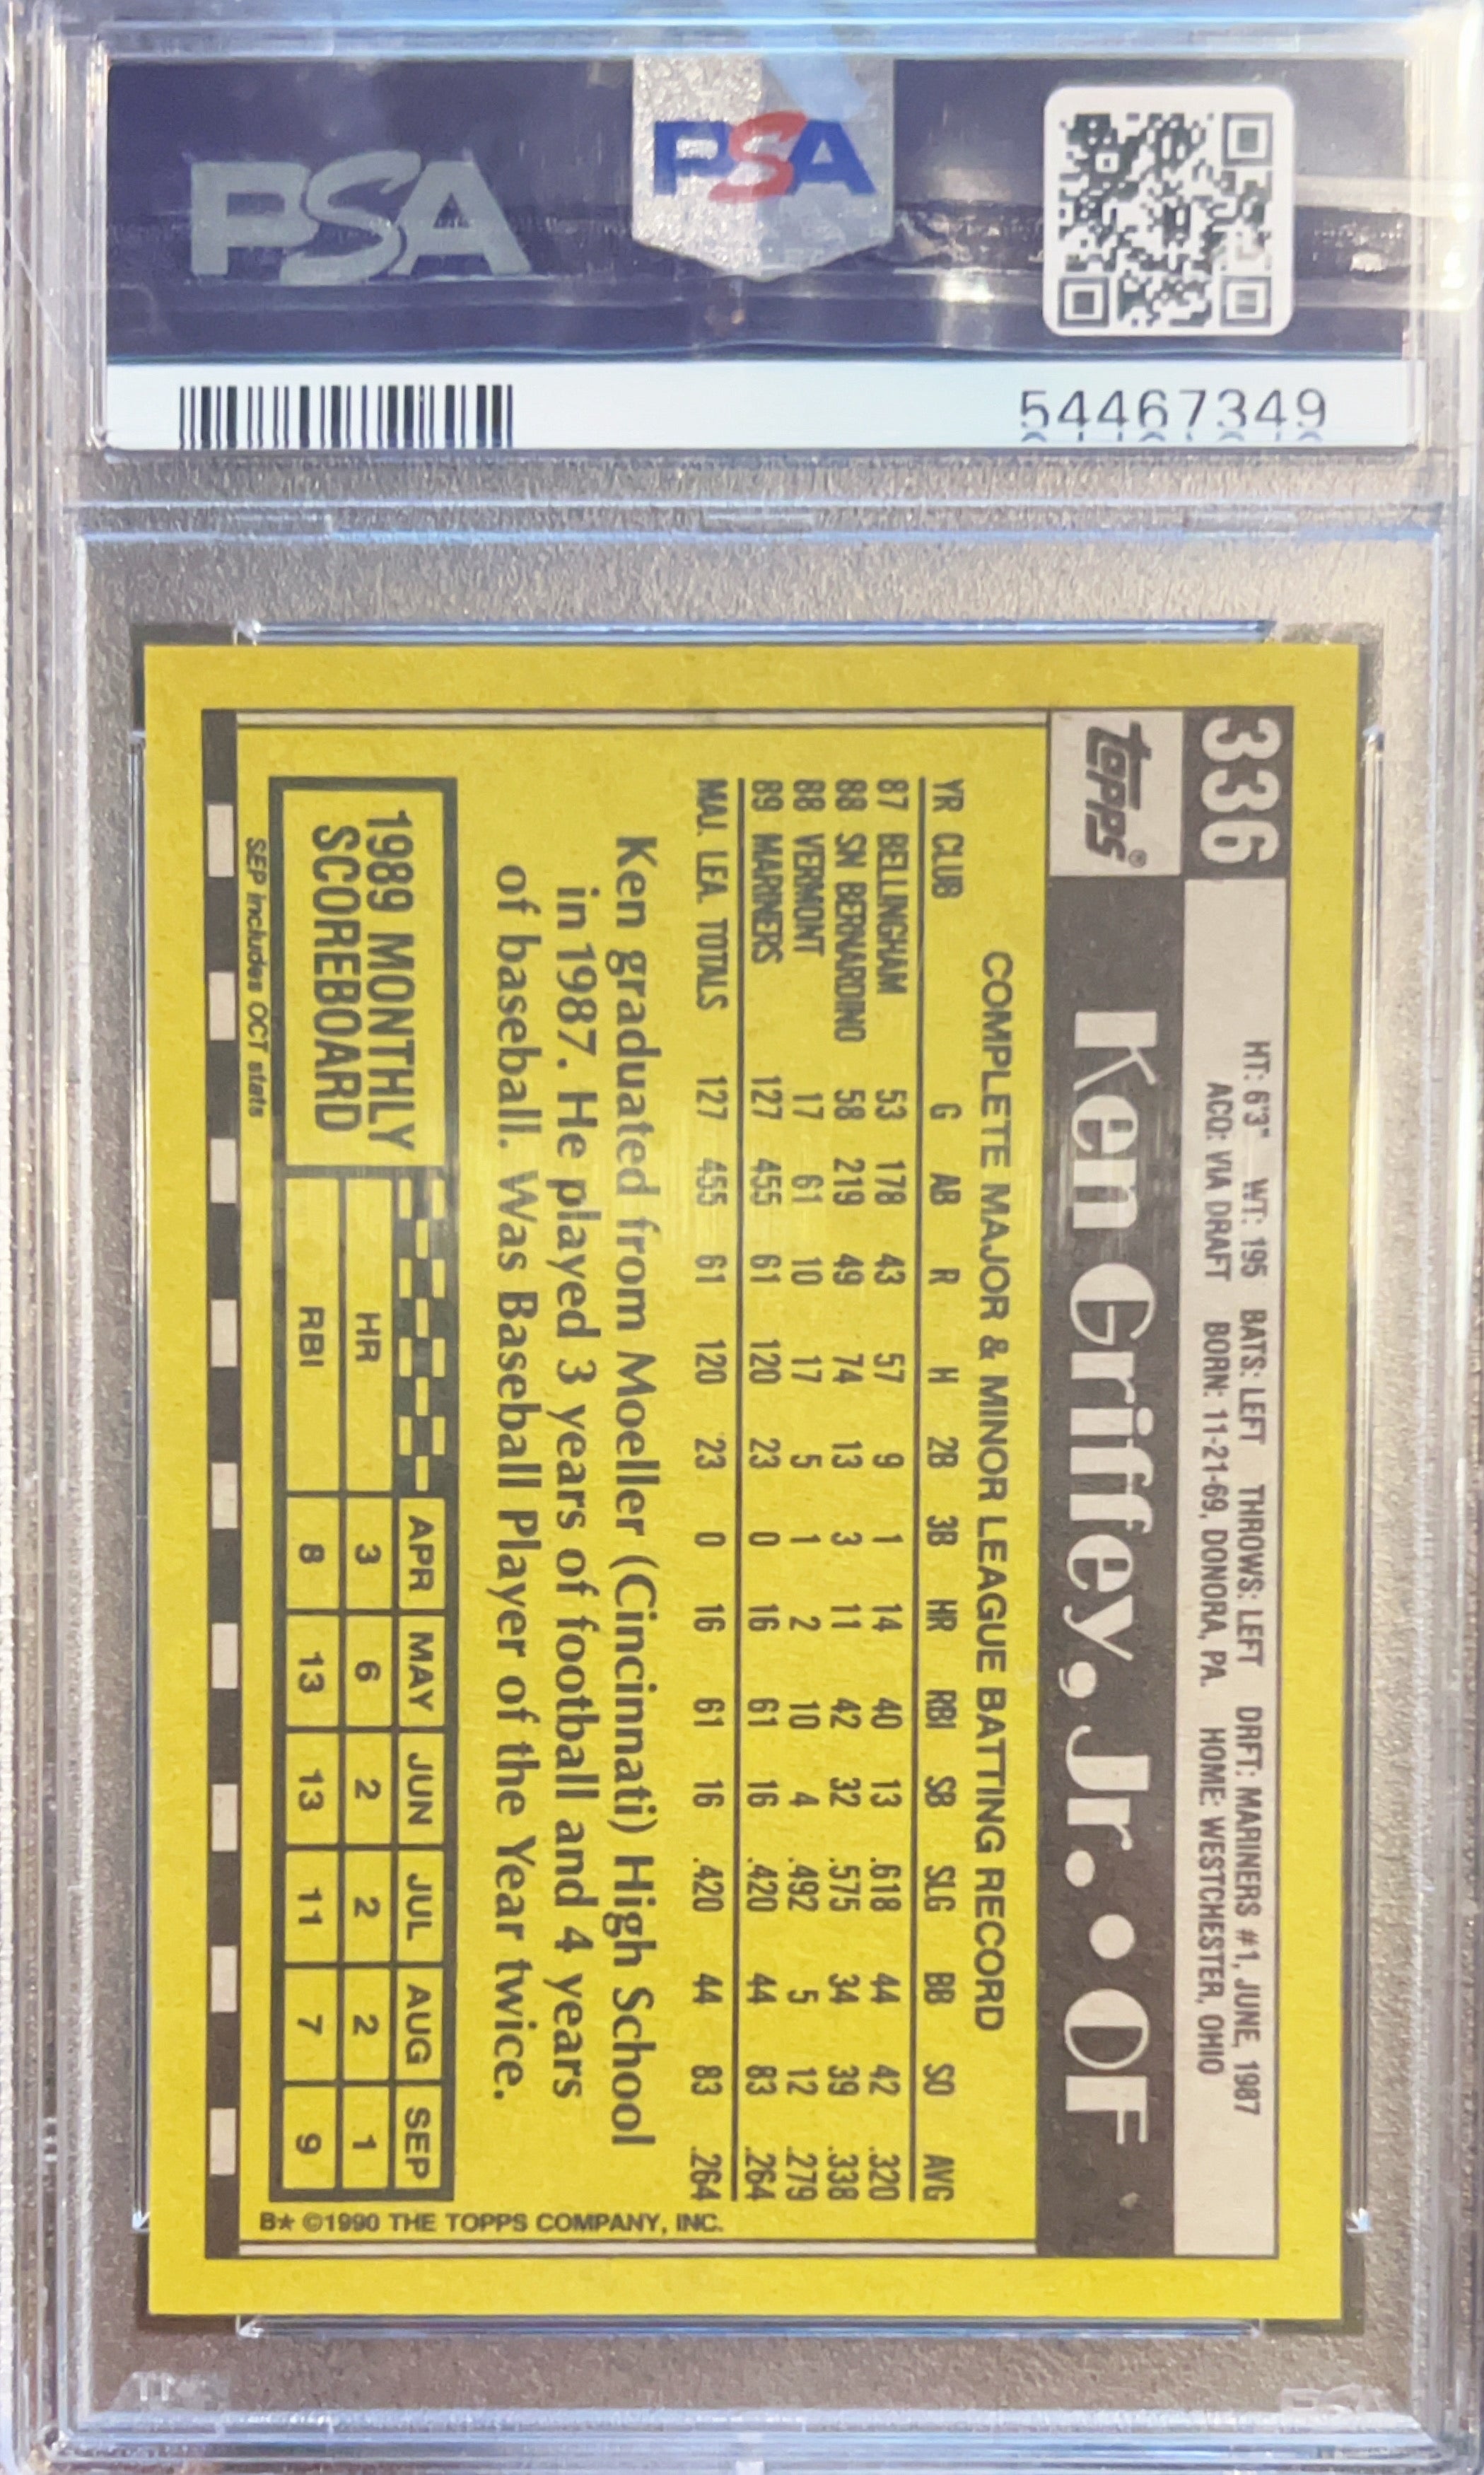 PSA
PSA
54467349
336
topps®
HT: 6'3" WT: 195 BATS: LEFT THROWS: LEFT DRFT: MARINERS #1, JUNE, 1987
ACQ: VIA DRAFT BORN: 11-21-69, DONORA, PA. HOME: WESTCHESTER, OHIO
Ken Griffey, Jr. • OF
COMPLETE MAJOR & MINOR LEAGUE BATTING RECORD
YR CLUB G AB R H 2B 3B HR RBI SB SLG BB SO AVG
87 BELLINGHAM 53 178 43 57 9 1 14 40 13 .618 44 42 .320
88 SN BERNARDINO 58 219 49 74 13 3 11 42 32 .575 34 39 .338
88 VERMONT 17 61 10 17 5 1 2 10 4 .492 5 12 .279
89 MARINERS 127 455 61 120 23 0 16 61 16 .420 44 83 .264
MAJ. LEA. TOTALS 127 455 61 120 23 0 16 61 16 .420 44 83 .264
Ken graduated from Moeller (Cincinnati) High School
in 1987. He played 3 years of football and 4 years
of baseball. Was Baseball Player of the Year twice.
1989 MONTHLY
SCOREBOARD
APR MAY JUN JUL AUG SEP
HR 3 6 2 2 2 1
RBI 8 13 13 11 7 9
SEP includes OCT stats
B* ©1990 THE TOPPS COMPANY, INC.
PSA